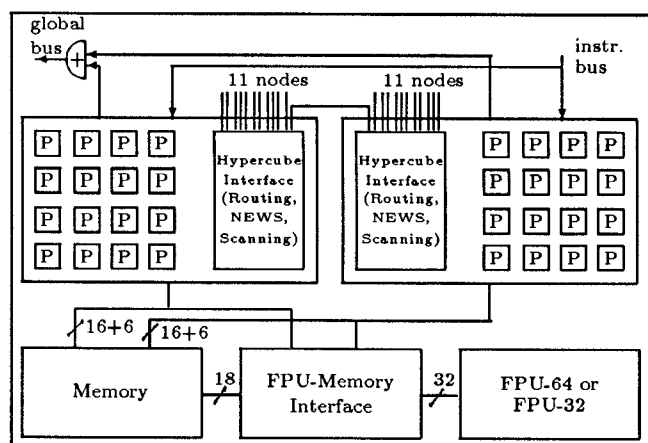 global
bus
+
instr.
bus
11 nodes
11 nodes
P P P P
P P P P
P P P P
P P P P
Hypercube
Interface
(Routing,
NEWS,
Scanning)
Hypercube
Interface
(Routing,
NEWS,
Scanning)
P P P P
P P P P
P P P P
P P P P
16+6
16+6
Memory
18
FPU-Memory
Interface
32
FPU-64 or
FPU-32